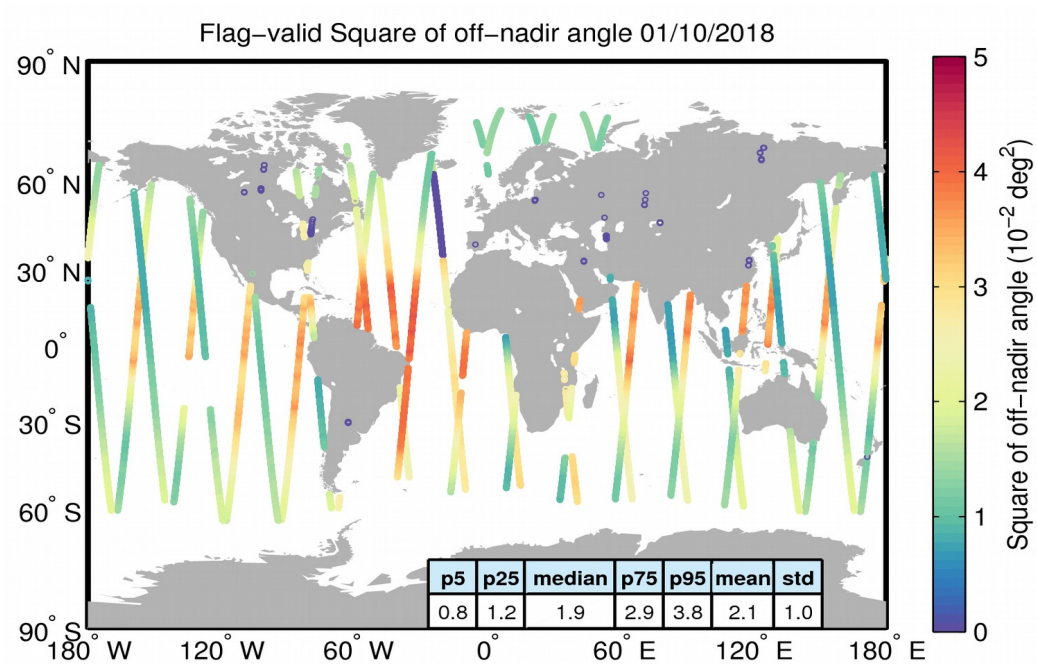 Flag-valid Square of off-nadir angle 01/10/2018
90° N
60° N
30° N
0°
30° S
60° S
90° S
180° W
120° W
60° W
0°
60° E
120° E
180° E
p5 p25 median p75 p95 mean std
0.8 1.2 1.9 2.9 3.8 2.1 1.0
5
4
3
2
1
0
Square of off-nadir angle (10⁻² deg²)